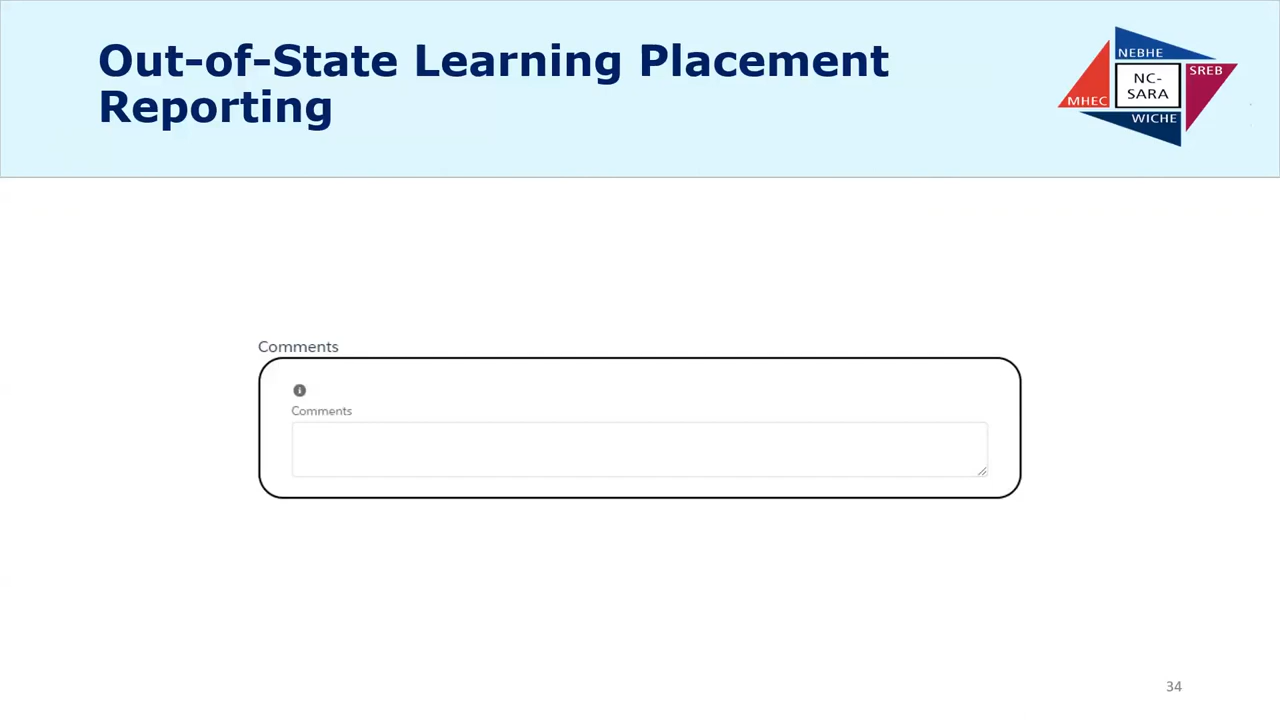 Out-of-State Learning Placement
Reporting
NEBHE
SREB
NC-
SARA
MHEC
WICHE
Comments
Comments
34